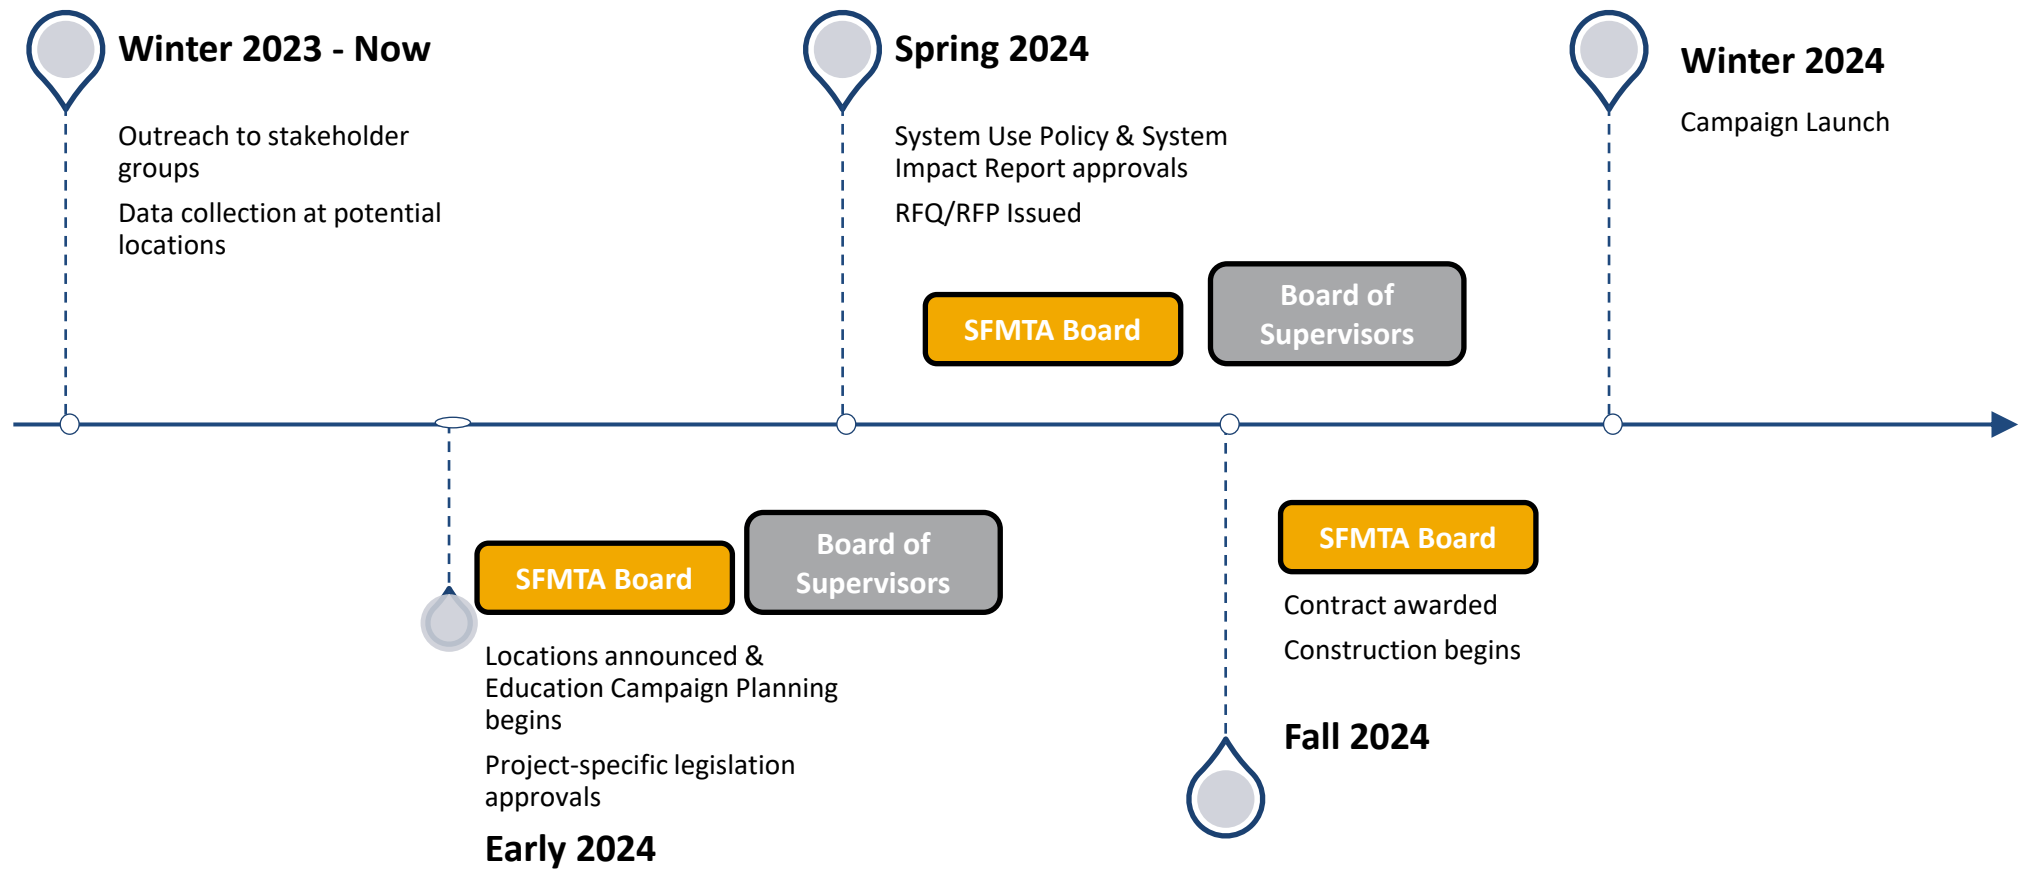 Winter 2023 - Now
Outreach to stakeholder
groups
Data collection at potential
locations
Spring 2024
System Use Policy & System
Impact Report approvals
RFQ/RFP Issued
SFMTA Board
Board of
Supervisors
Winter 2024
Campaign Launch
SFMTA Board
Board of
Supervisors
Locations announced &
Education Campaign Planning
begins
Project-specific legislation
approvals
Early 2024
SFMTA Board
Contract awarded
Construction begins
Fall 2024